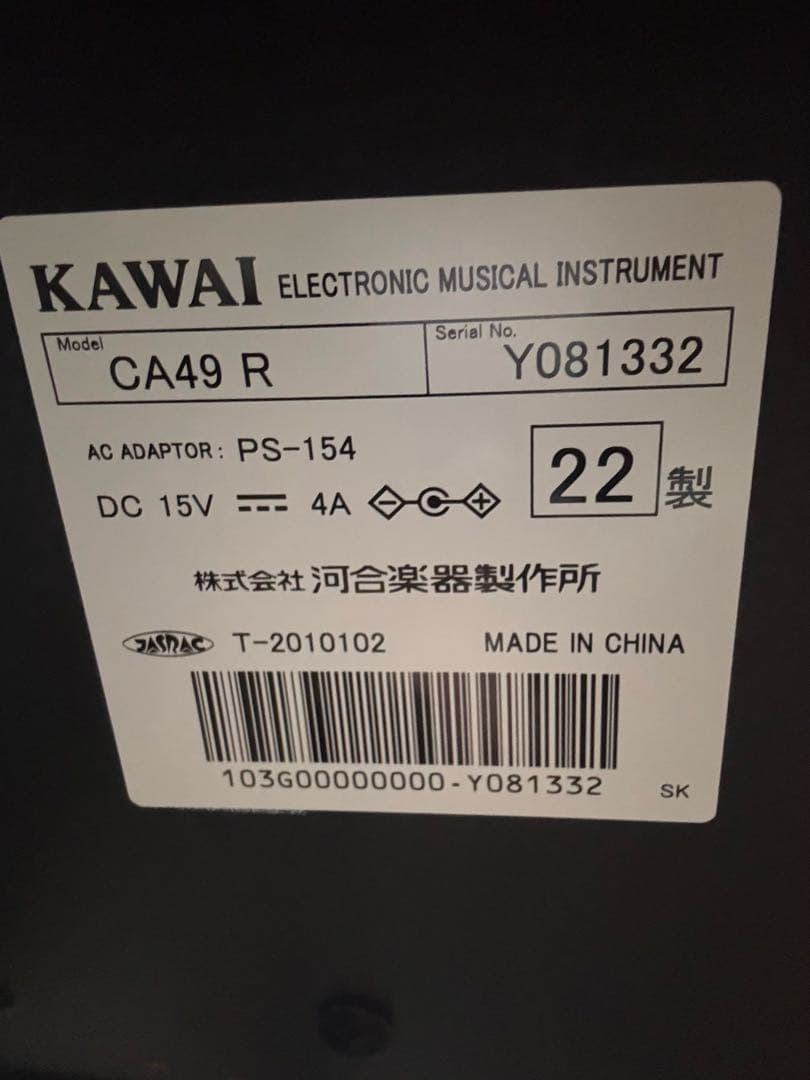 KAWAI ELECTRONIC MUSICAL INSTRUMENT
Model CA49 R
Serial No. Y081332
AC ADAPTOR: PS-154
DC 15V 4A
22 製
株式会社 河合楽器製作所
JASRAC T-2010102 MADE IN CHINA
103G00000000-Y081332 SK